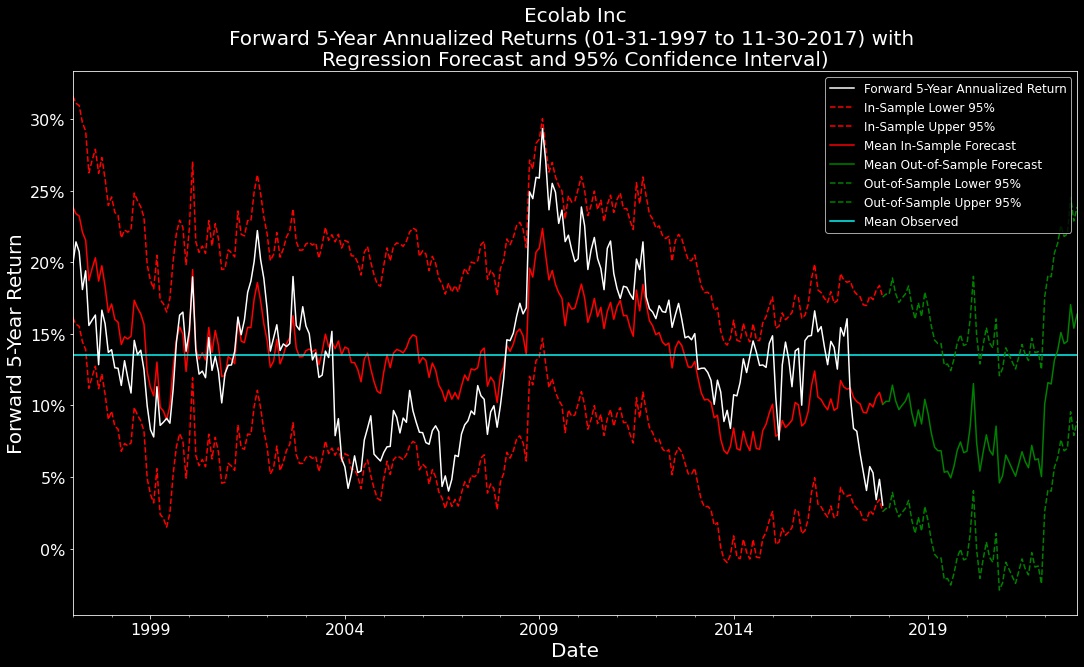 Ecolab Inc
Forward 5-Year Annualized Returns (01-31-1997 to 11-30-2017) with
Regression Forecast and 95% Confidence Interval)
Forward 5-Year Annualized Return
In-Sample Lower 95%
In-Sample Upper 95%
Mean In-Sample Forecast
Mean Out-of-Sample Forecast
Out-of-Sample Lower 95%
Out-of-Sample Upper 95%
Mean Observed
Forward 5-Year Return
30%
25%
20%
15%
10%
5%
0%
1999
2004
2009
2014
2019
Date